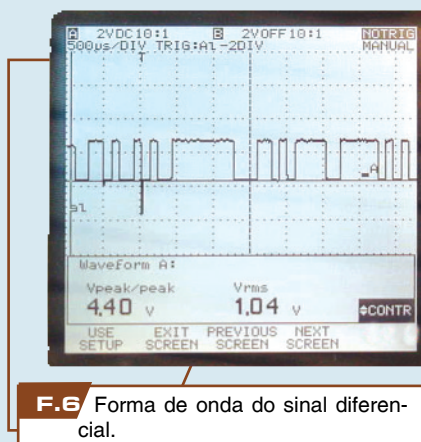 A 2VDC10:1 B 2VOFF10:1 NOTRIG
500us/DIV TRIG:A1 -2DIV MANUAL
A
a1
Waveform A:
Vpeak/peak Vrms
4.40 V 1.04 V ◆CONTR
USE EXIT PREVIOUS NEXT
SETUP SCREEN SCREEN SCREEN
F.6 Forma de onda do sinal diferen-
cial.